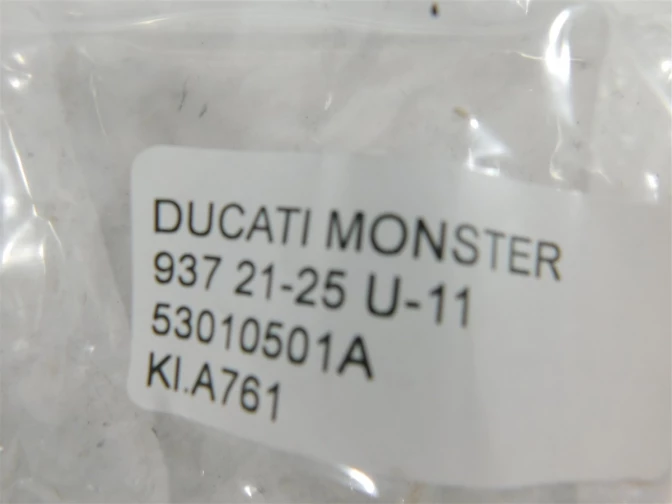 DUCATI MONSTER
937 21-25 U-11
53010501A
KI.A761